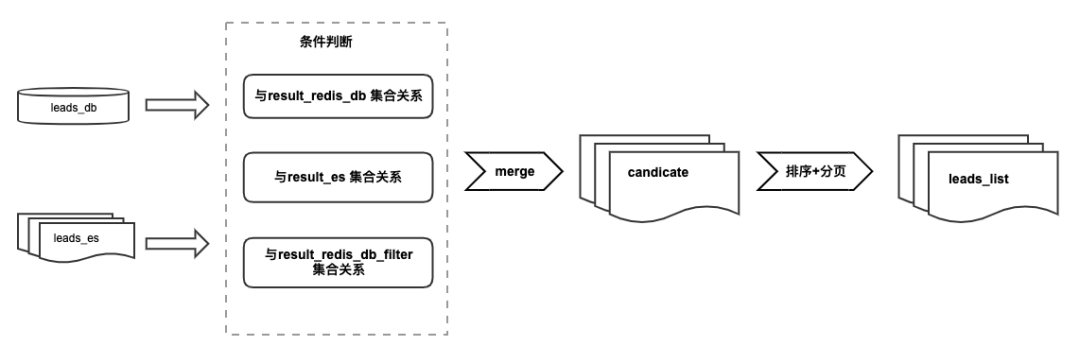 条件判断
leads_db
与result_redis_db 集合关系
与result_es 集合关系
leads_es
与result_redis_db_filter
集合关系
merge
candicate
排序+分页
leads_list